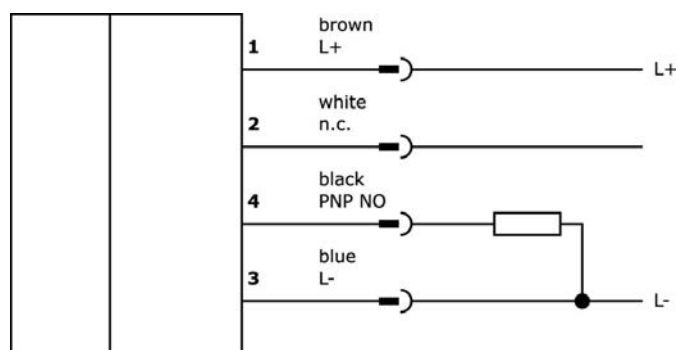 brown
1 L+
L+
white
2 n.c.
black
4 PNP NO
blue
3 L-
L-